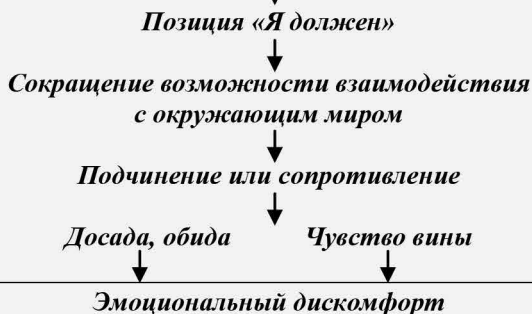 Позиция «Я должен»
Сокращение возможности взаимодействия
с окружающим миром
Подчинение или сопротивление
Досада, обида Чувство вины
Эмоциональный дискомфорт